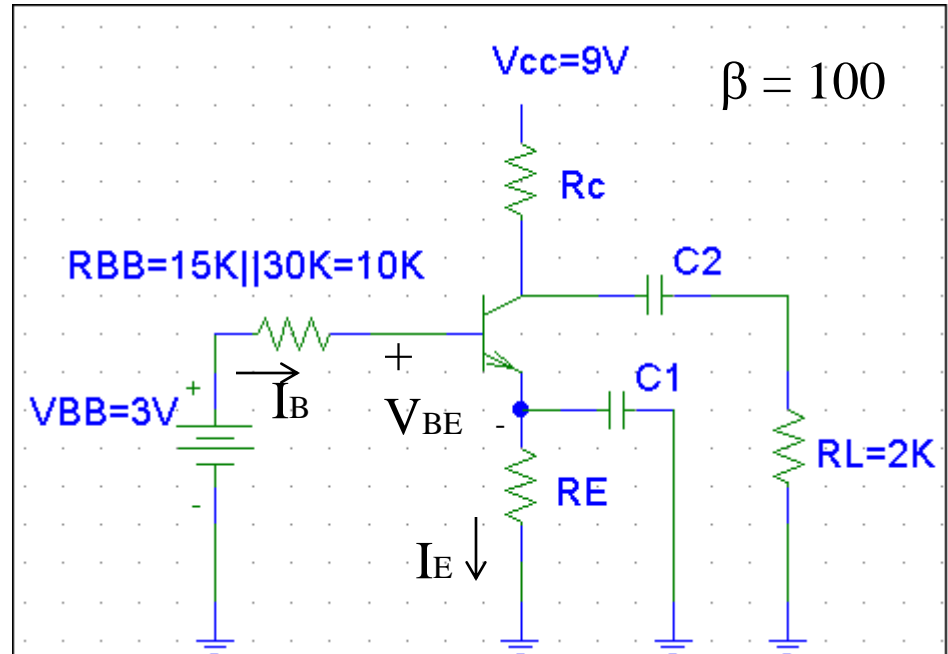 Vcc=9V
β = 100
Rc
RBB=15K||30K=10K
C2
+
+
IB
C1
VBB=3V
VBE
-
RL=2K
RE
-
IE